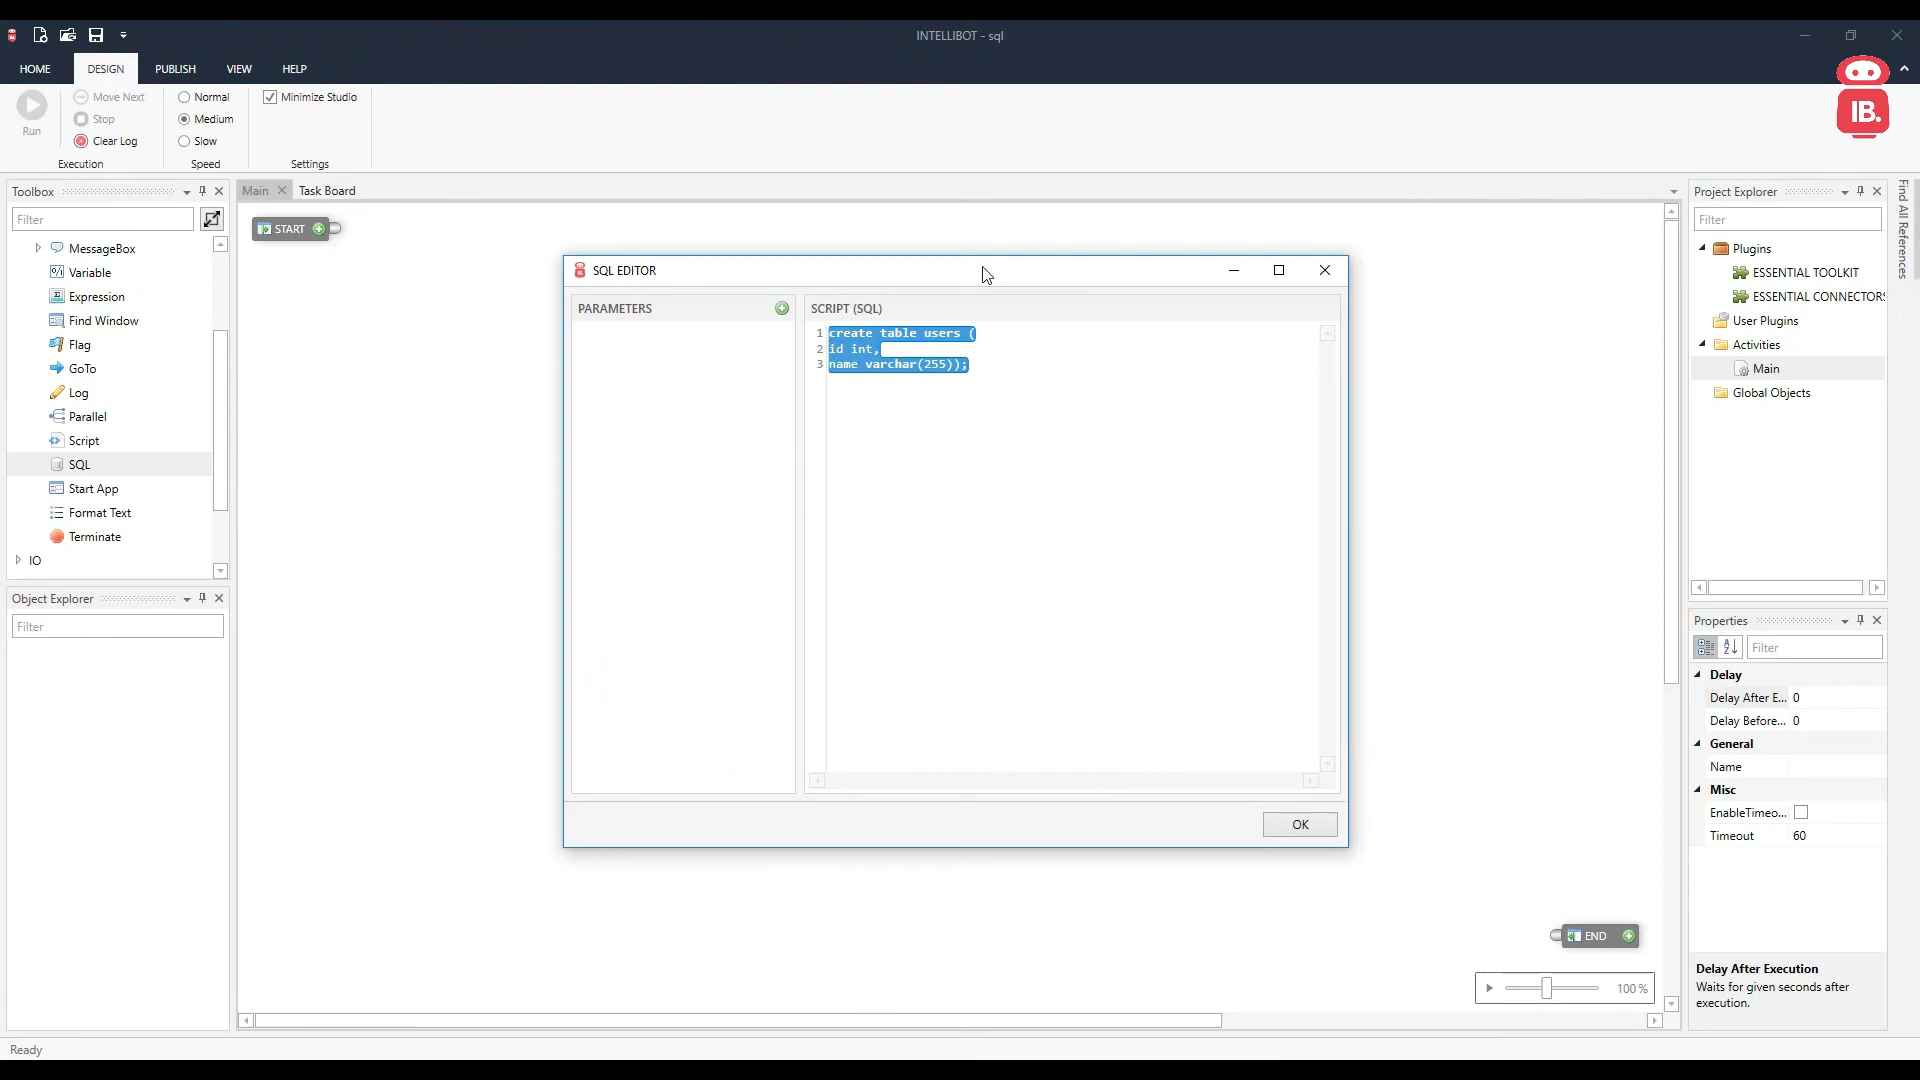 INTELLIBOT - sql
HOME DESIGN PUBLISH VIEW HELP
Run
Move Next
Stop
Clear Log
Execution
Normal
Medium
Slow
Speed
Minimize Studio
Settings
IB.
Toolbox
Filter
MessageBox
Variable
Expression
Find Window
Flag
GoTo
Log
Parallel
Script
SQL
Start App
Format Text
Terminate
IO
Object Explorer
Filter
Main Task Board
START
SQL EDITOR
PARAMETERS
SCRIPT (SQL)
1 create table users (
2 id int,
3 name varchar(255));
OK
END
100 %
Project Explorer
Filter
Plugins
ESSENTIAL TOOLKIT
ESSENTIAL CONNECTORS
User Plugins
Activities
Main
Global Objects
Find All References
Properties
Filter
Delay
Delay After E... 0
Delay Before... 0
General
Name
Misc
EnableTimeo...
Timeout 60
Delay After Execution
Waits for given seconds after
execution.
Ready